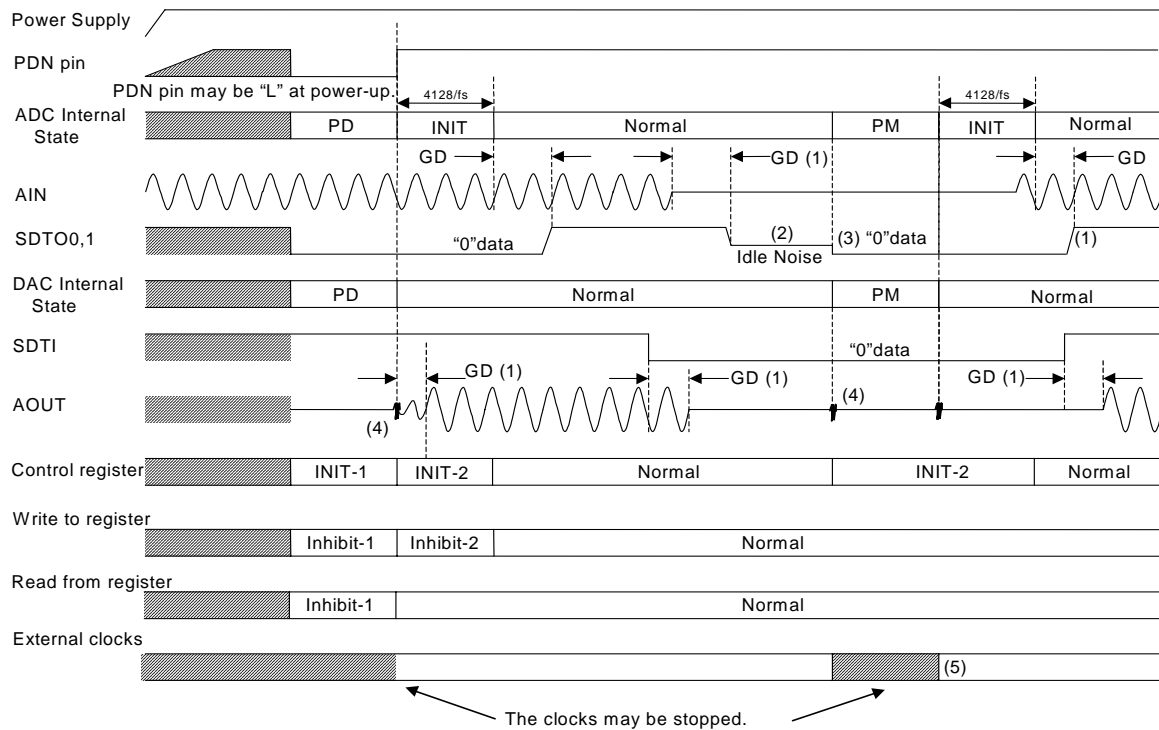 Power Supply
PDN pin
PDN pin may be “L” at power-up.
4128/fs
4128/fs
ADC Internal
State
PD
INIT
Normal
PM
INIT
Normal
GD
GD (1)
GD
AIN
SDTO0,1
“0”data
(2)
Idle Noise
(3) “0”data
(1)
DAC Internal
State
PD
Normal
PM
Normal
SDTI
“0”data
GD (1)
GD (1)
GD (1)
AOUT
(4)
(4)
Control register
INIT-1
INIT-2
Normal
INIT-2
Normal
Write to register
Inhibit-1
Inhibit-2
Normal
Read from register
Inhibit-1
Normal
External clocks
(5)
The clocks may be stopped.